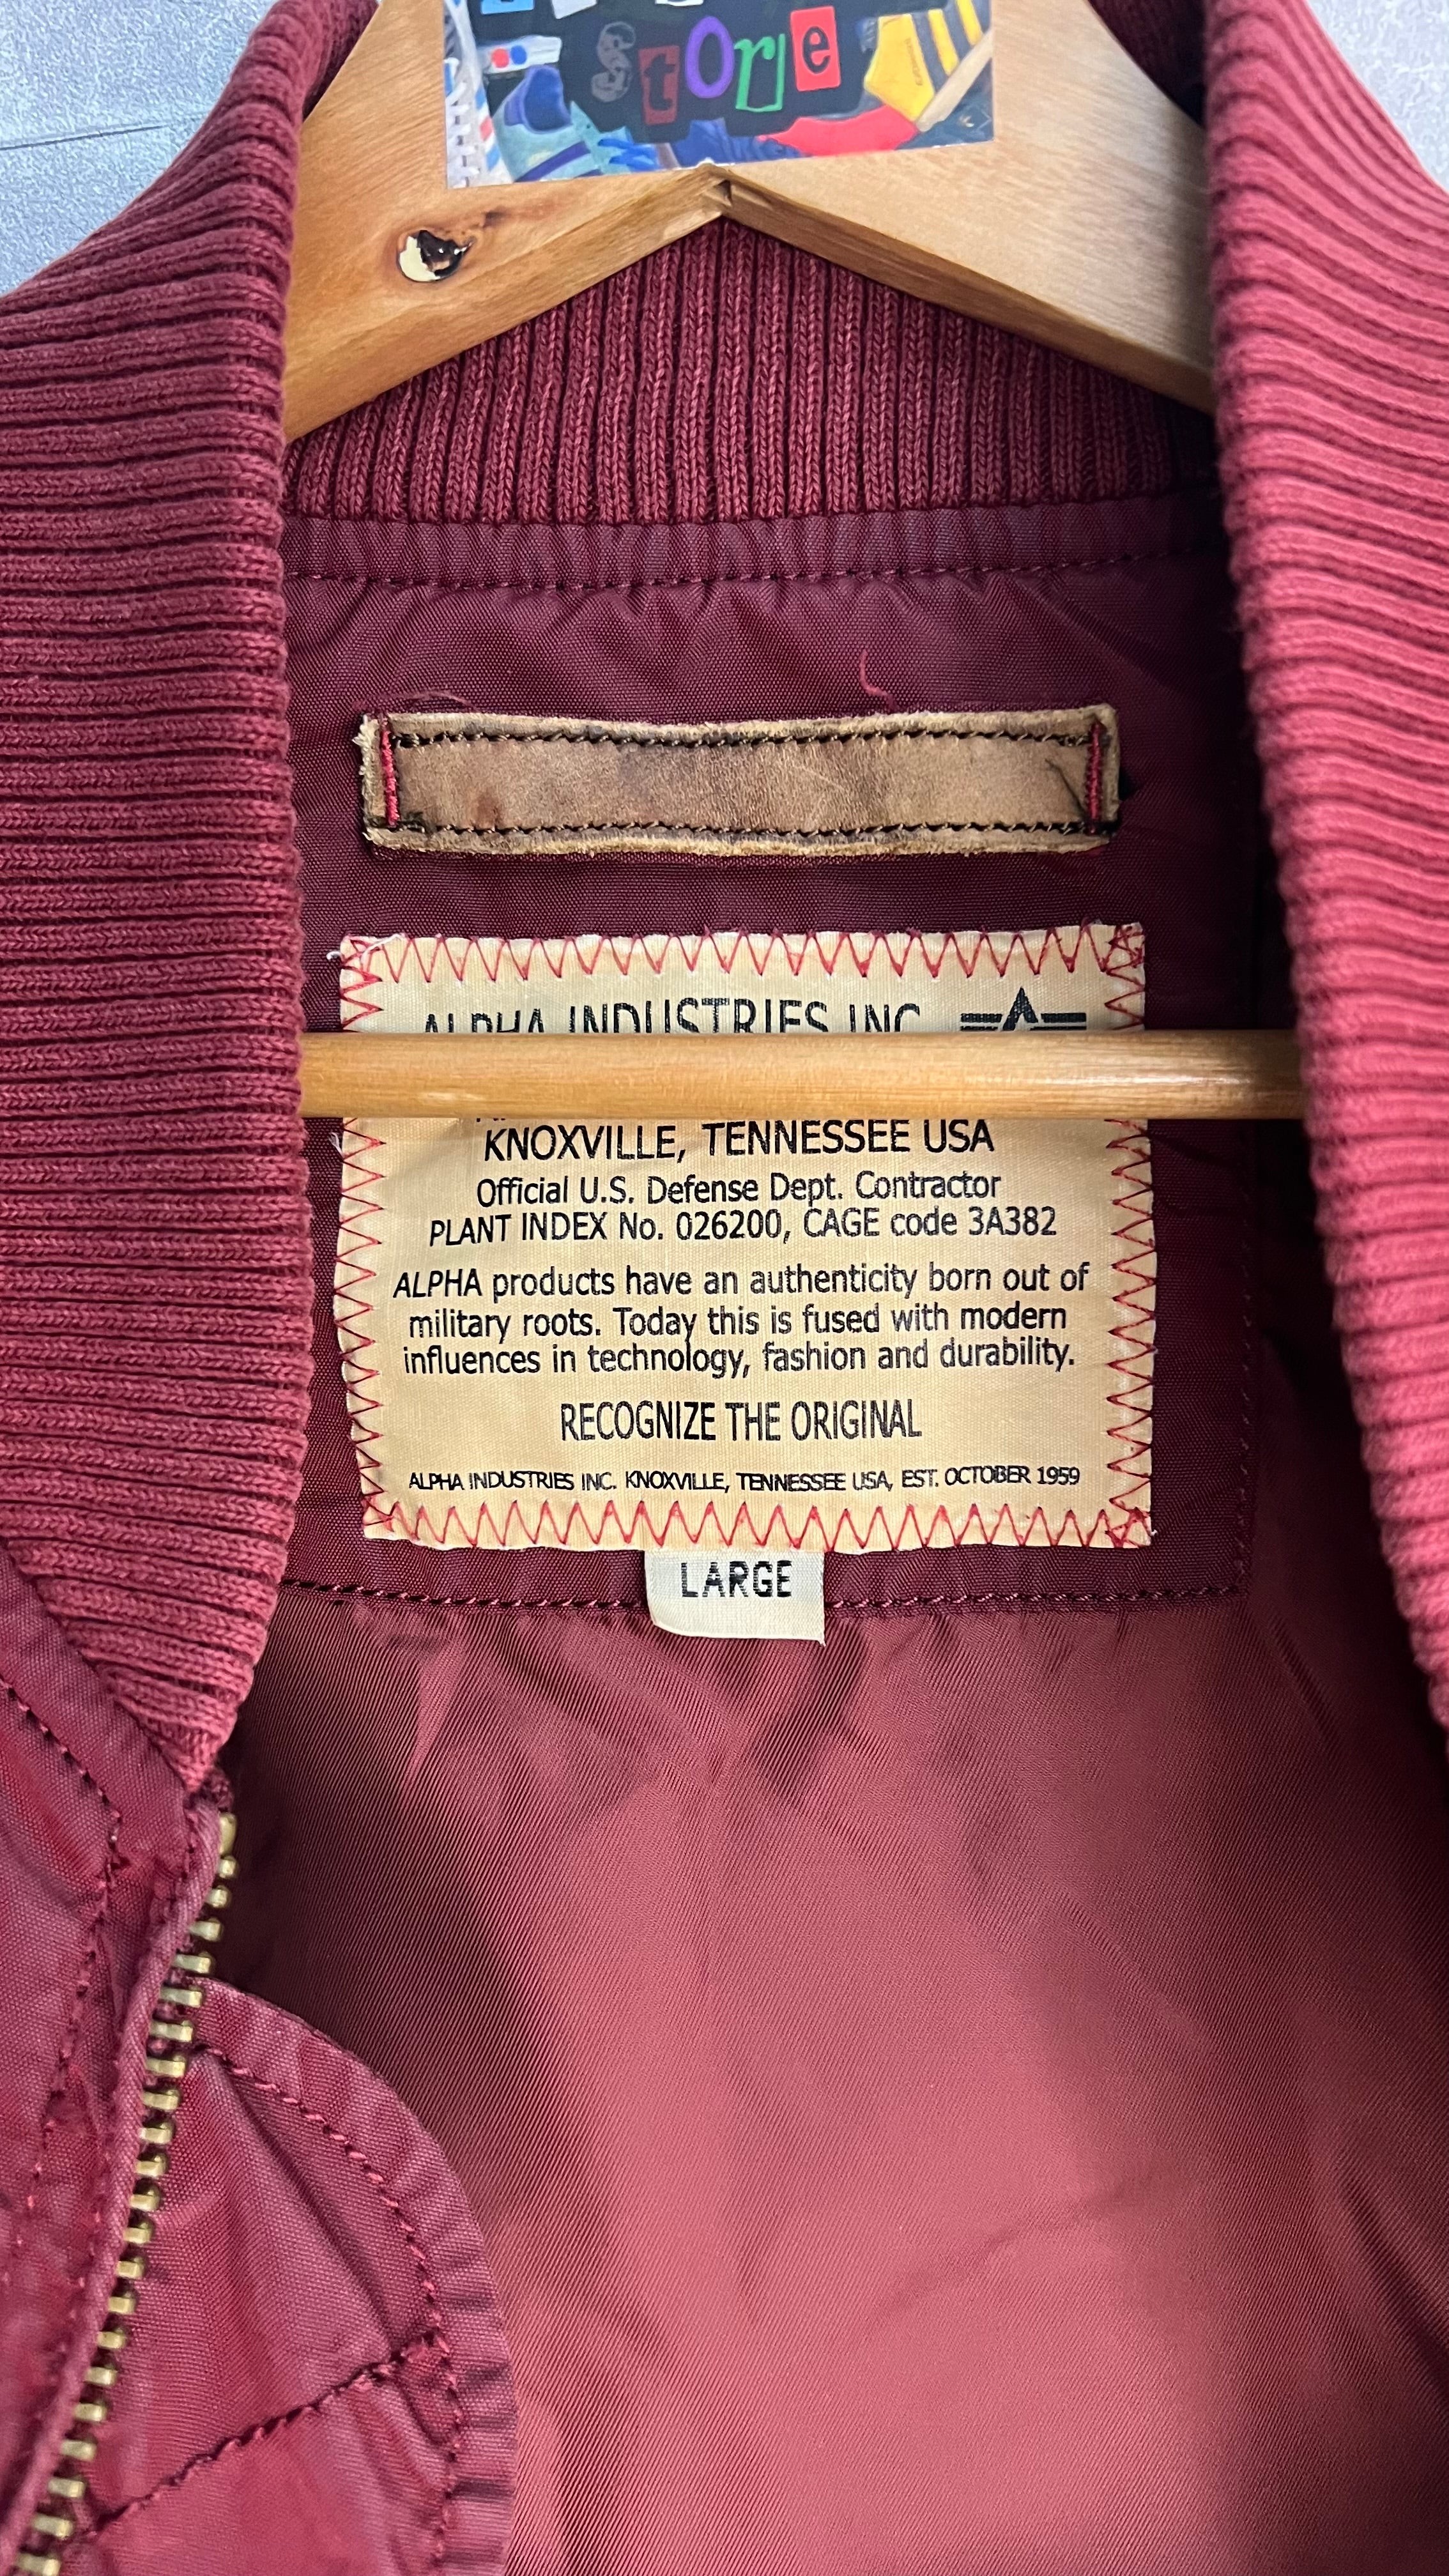 storie
ALPHA INDUSTRIES INC.
KNOXVILLE, TENNESSEE USA
Official U.S. Defense Dept. Contractor
PLANT INDEX No. 026200, CAGE code 3A382
ALPHA products have an authenticity born out of
military roots. Today this is fused with modern
influences in technology, fashion and durability.
RECOGNIZE THE ORIGINAL
ALPHA INDUSTRIES INC. KNOXVILLE, TENNESSEE USA, EST. OCTOBER 1959
LARGE